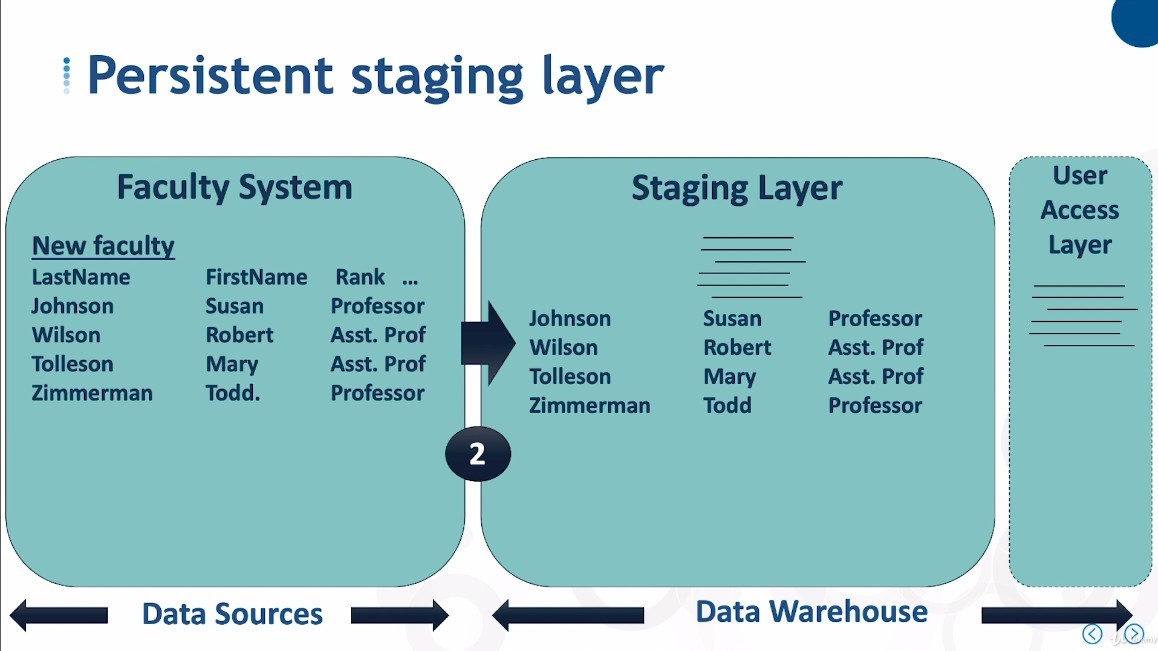 Persistent staging layer
Faculty System
New faculty
LastName FirstName Rank ...
Johnson Susan Professor
Wilson Robert Asst. Prof
Tolleson Mary Asst. Prof
Zimmerman Todd. Professor
2
Staging Layer
Johnson Susan Professor
Wilson Robert Asst. Prof
Tolleson Mary Asst. Prof
Zimmerman Todd Professor
User
Access
Layer
Data Sources
Data Warehouse